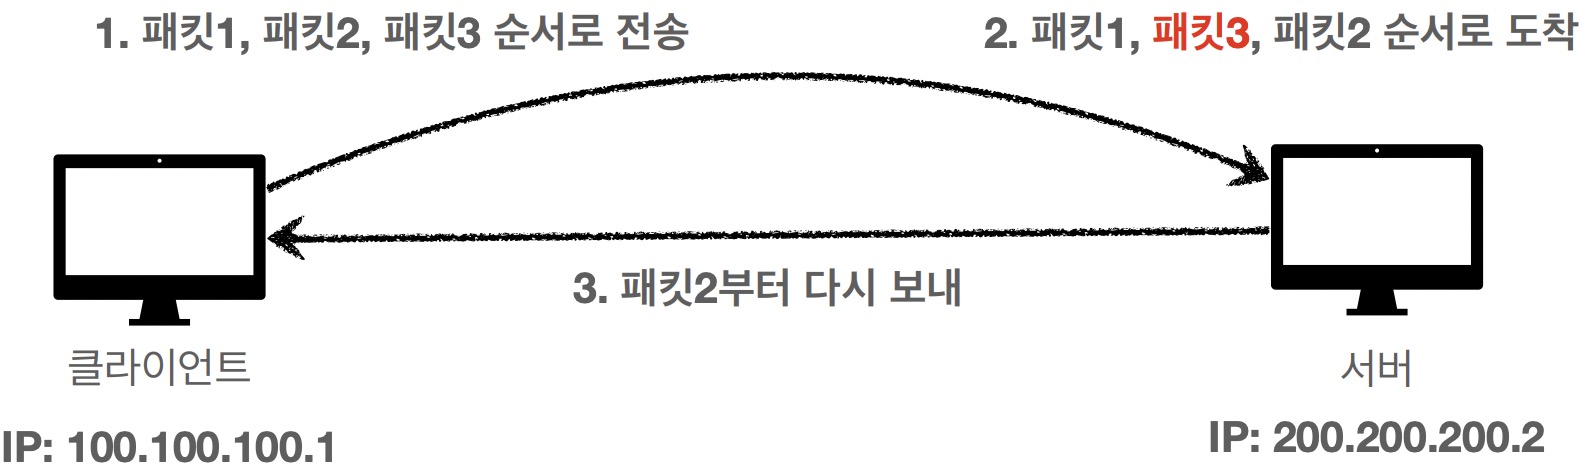 1. 패킷1, 패킷2, 패킷3 순서로 전송
2. 패킷1, 패킷3, 패킷2 순서로 도착
3. 패킷2부터 다시 보내
클라이언트
서버
IP: 100.100.100.1
IP: 200.200.200.2